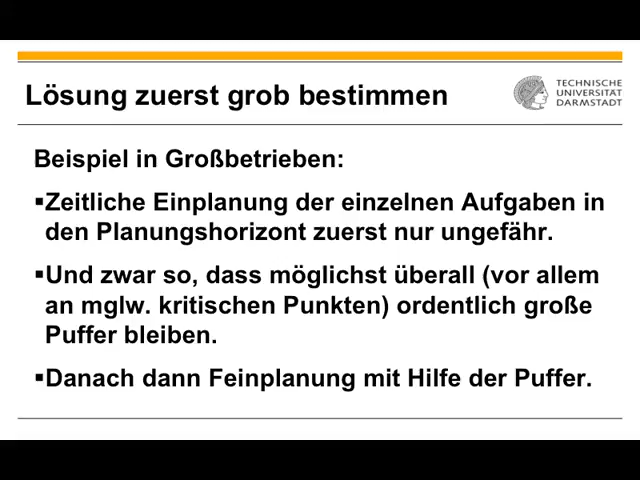 Lösung zuerst grob bestimmen
TECHNISCHE
UNIVERSITÄT
DARMSTADT
Beispiel in Großbetrieben:
▪Zeitliche Einplanung der einzelnen Aufgaben in
den Planungshorizont zuerst nur ungefähr.
▪Und zwar so, dass möglichst überall (vor allem
an mglw. kritischen Punkten) ordentlich große
Puffer bleiben.
▪Danach dann Feinplanung mit Hilfe der Puffer.